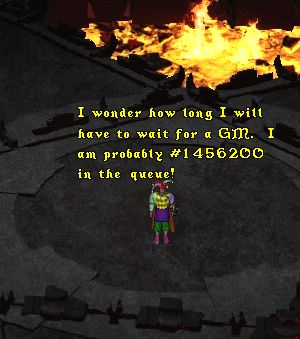 I wonder how long I will
have to wait for a GM.  I
am probably #1456200
in the queue!